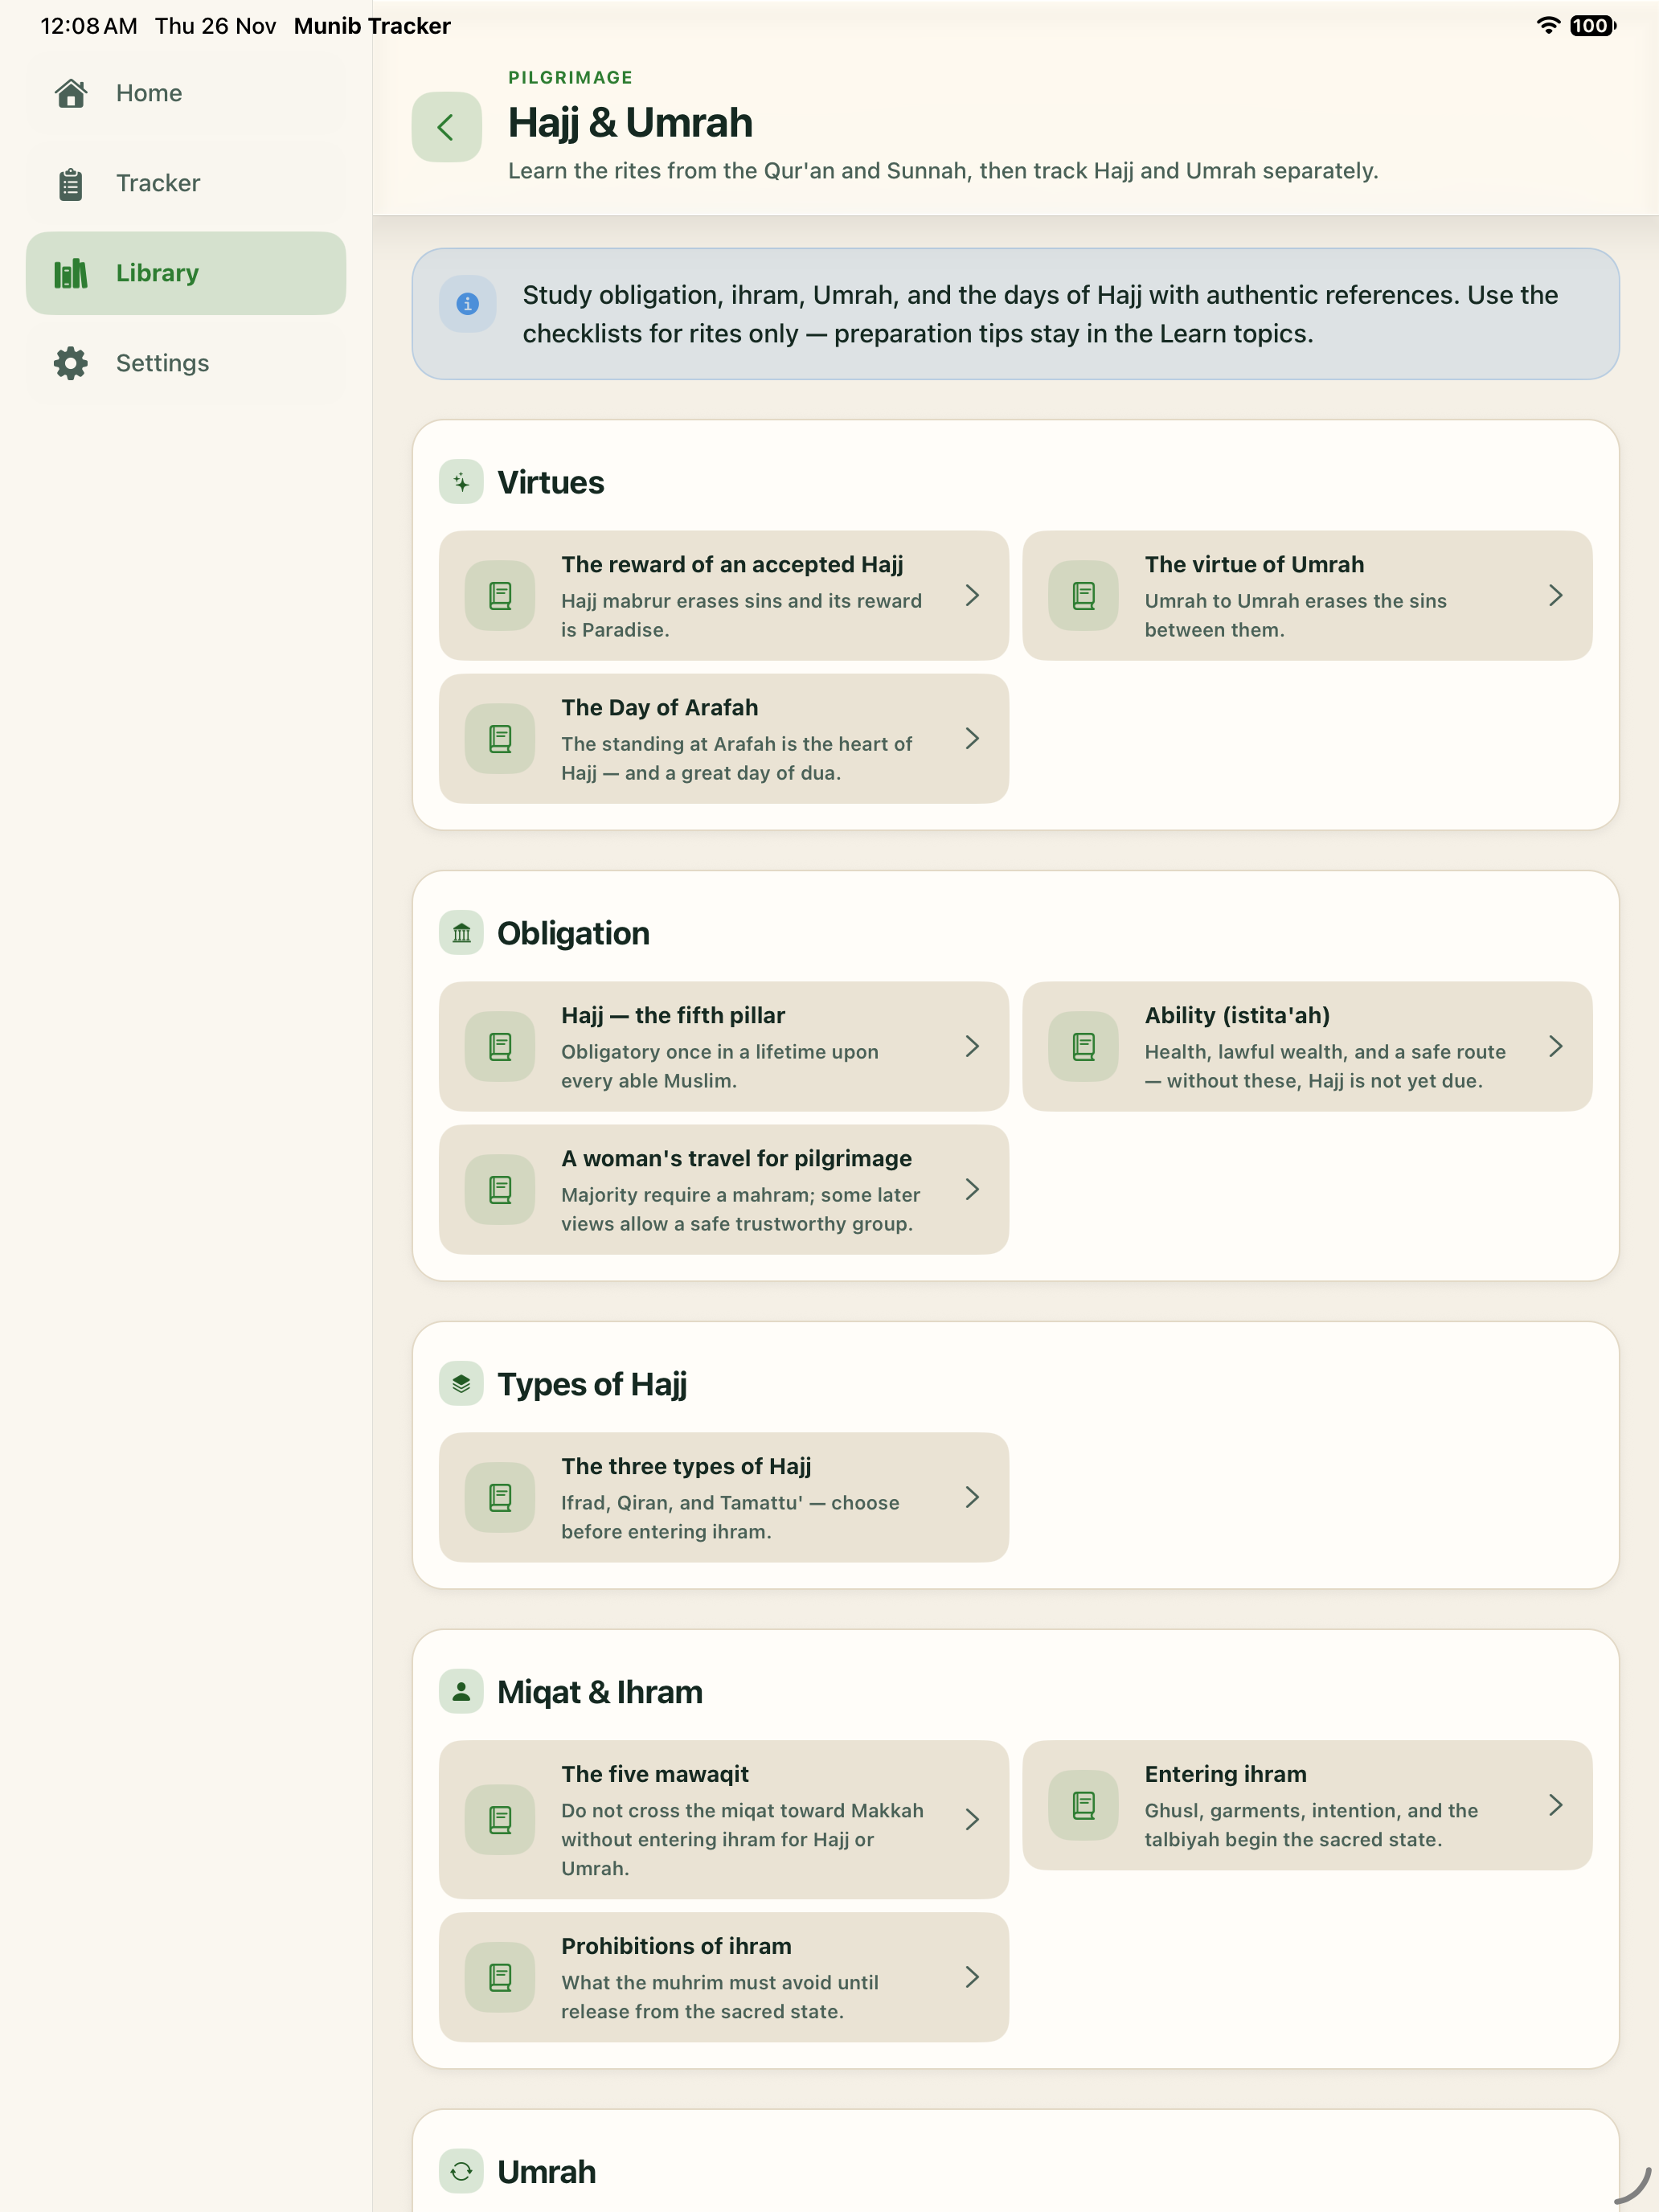 12:08 AM Thu 26 Nov Munib Tracker
100
Home
Tracker
Library
Settings
PILGRIMAGE
Hajj & Umrah
Learn the rites from the Qur'an and Sunnah, then track Hajj and Umrah separately.
Study obligation, ihram, Umrah, and the days of Hajj with authentic references. Use the
checklists for rites only — preparation tips stay in the Learn topics.
Virtues
The reward of an accepted Hajj
Hajj mabrur erases sins and its reward
is Paradise.
The virtue of Umrah
Umrah to Umrah erases the sins
between them.
The Day of Arafah
The standing at Arafah is the heart of
Hajj — and a great day of dua.
Obligation
Hajj — the fifth pillar
Obligatory once in a lifetime upon
every able Muslim.
Ability (istita'ah)
Health, lawful wealth, and a safe route
— without these, Hajj is not yet due.
A woman's travel for pilgrimage
Majority require a mahram; some later
views allow a safe trustworthy group.
Types of Hajj
The three types of Hajj
Ifrad, Qiran, and Tamattu' — choose
before entering ihram.
Miqat & Ihram
The five mawaqit
Do not cross the miqat toward Makkah
without entering ihram for Hajj or
Umrah.
Entering ihram
Ghusl, garments, intention, and the
talbiyah begin the sacred state.
Prohibitions of ihram
What the muhrim must avoid until
release from the sacred state.
Umrah